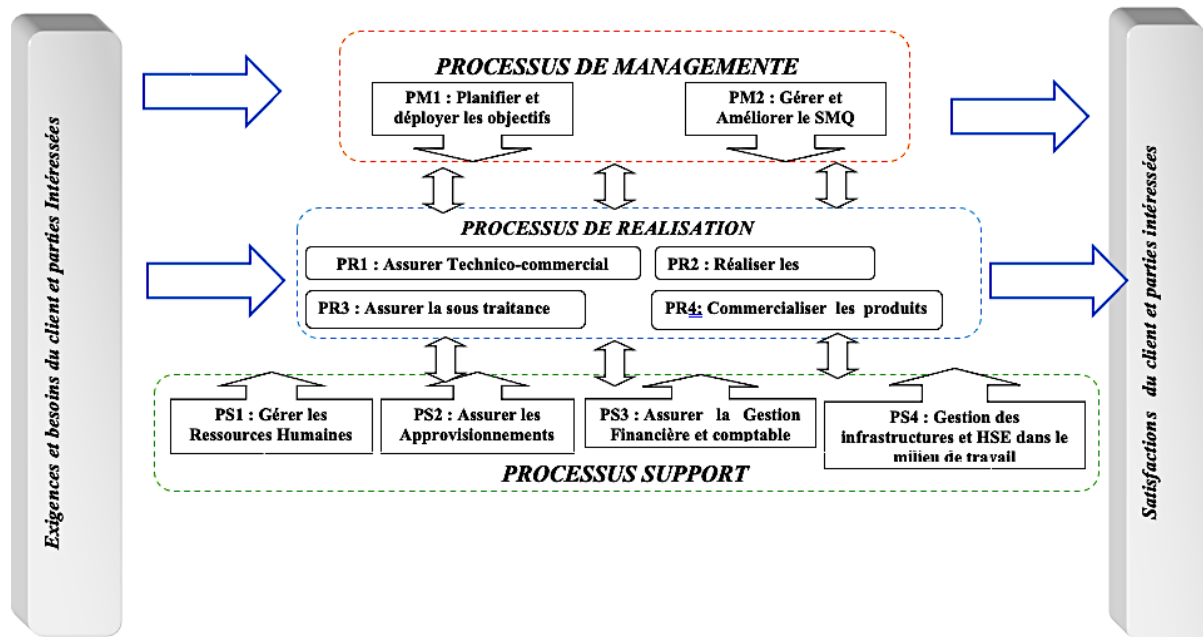 Exigences et besoins du client et parties Intéressées
PROCESSUS DE MANAGEMENTE
PM1 : Planifier et
déployer les objectifs
PM2 : Gérer et
Améliorer le SMQ
PROCESSUS DE REALISATION
PR1 : Assurer Technico-commercial
PR2 : Réaliser les
PR3 : Assurer la sous traitance
PR4: Commercialiser les produits
PS1 : Gérer les
Ressources Humaines
PS2 : Assurer les
Approvisionnements
PS3 : Assurer la Gestion
Financière et comptable
PS4 : Gestion des
infrastructures et HSE dans le
milieu de travail
PROCESSUS SUPPORT
Satisfactions du client et parties intéressées